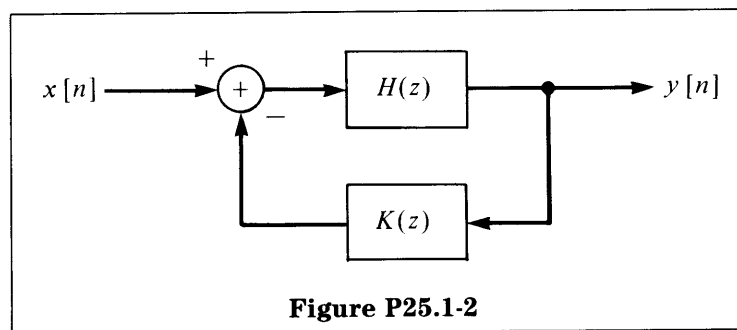 x[n]
+
+
−
H(z)
y[n]
K(z)
Figure P25.1-2